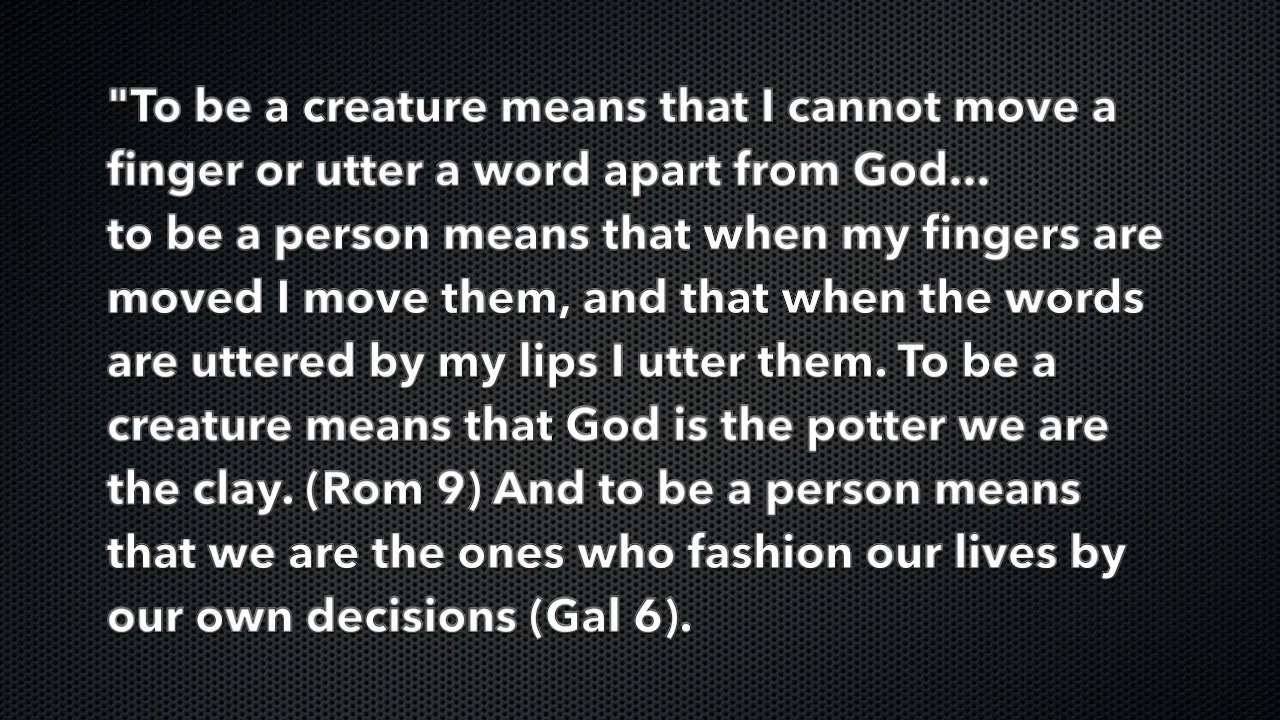 "To be a creature means that I cannot move a
finger or utter a word apart from God...
to be a person means that when my fingers are
moved I move them, and that when the words
are uttered by my lips I utter them. To be a
creature means that God is the potter we are
the clay. (Rom 9) And to be a person means
that we are the ones who fashion our lives by
our own decisions (Gal 6).